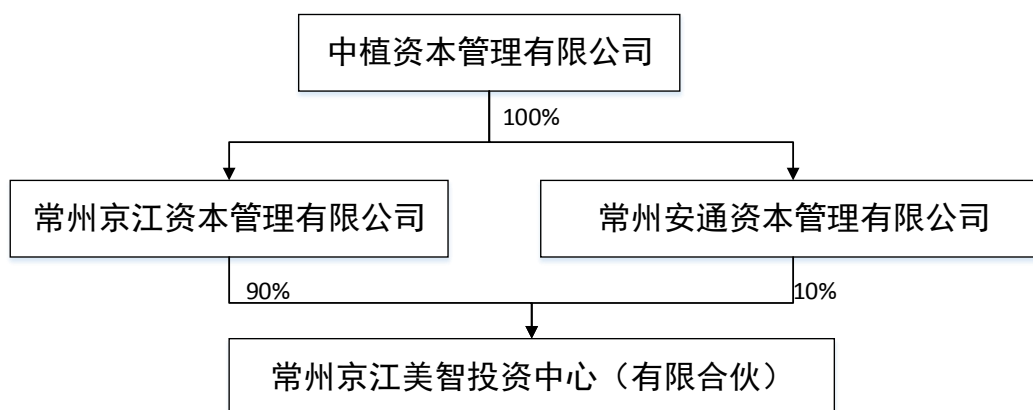 中植资本管理有限公司
100%
常州京江资本管理有限公司
常州安通资本管理有限公司
90%
10%
常州京江美智投资中心（有限合伙）